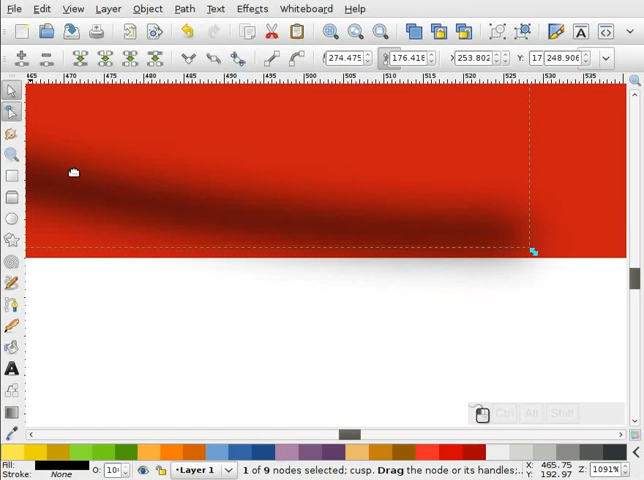 File Edit View Layer Object Path Text Effects Whiteboard Help
274.475 176.418 X 253.802 Y: 17 248.906
465 470 475 480 485 490 495 500 505 510 515 520 525 530 535
Ctrl Alt Shift
Fill: O: 10 •Layer 1 1 of 9 nodes selected; cusp. Drag the node or its handles;... X: 465.75 Z: 1091%
Stroke: None Y: 192.97